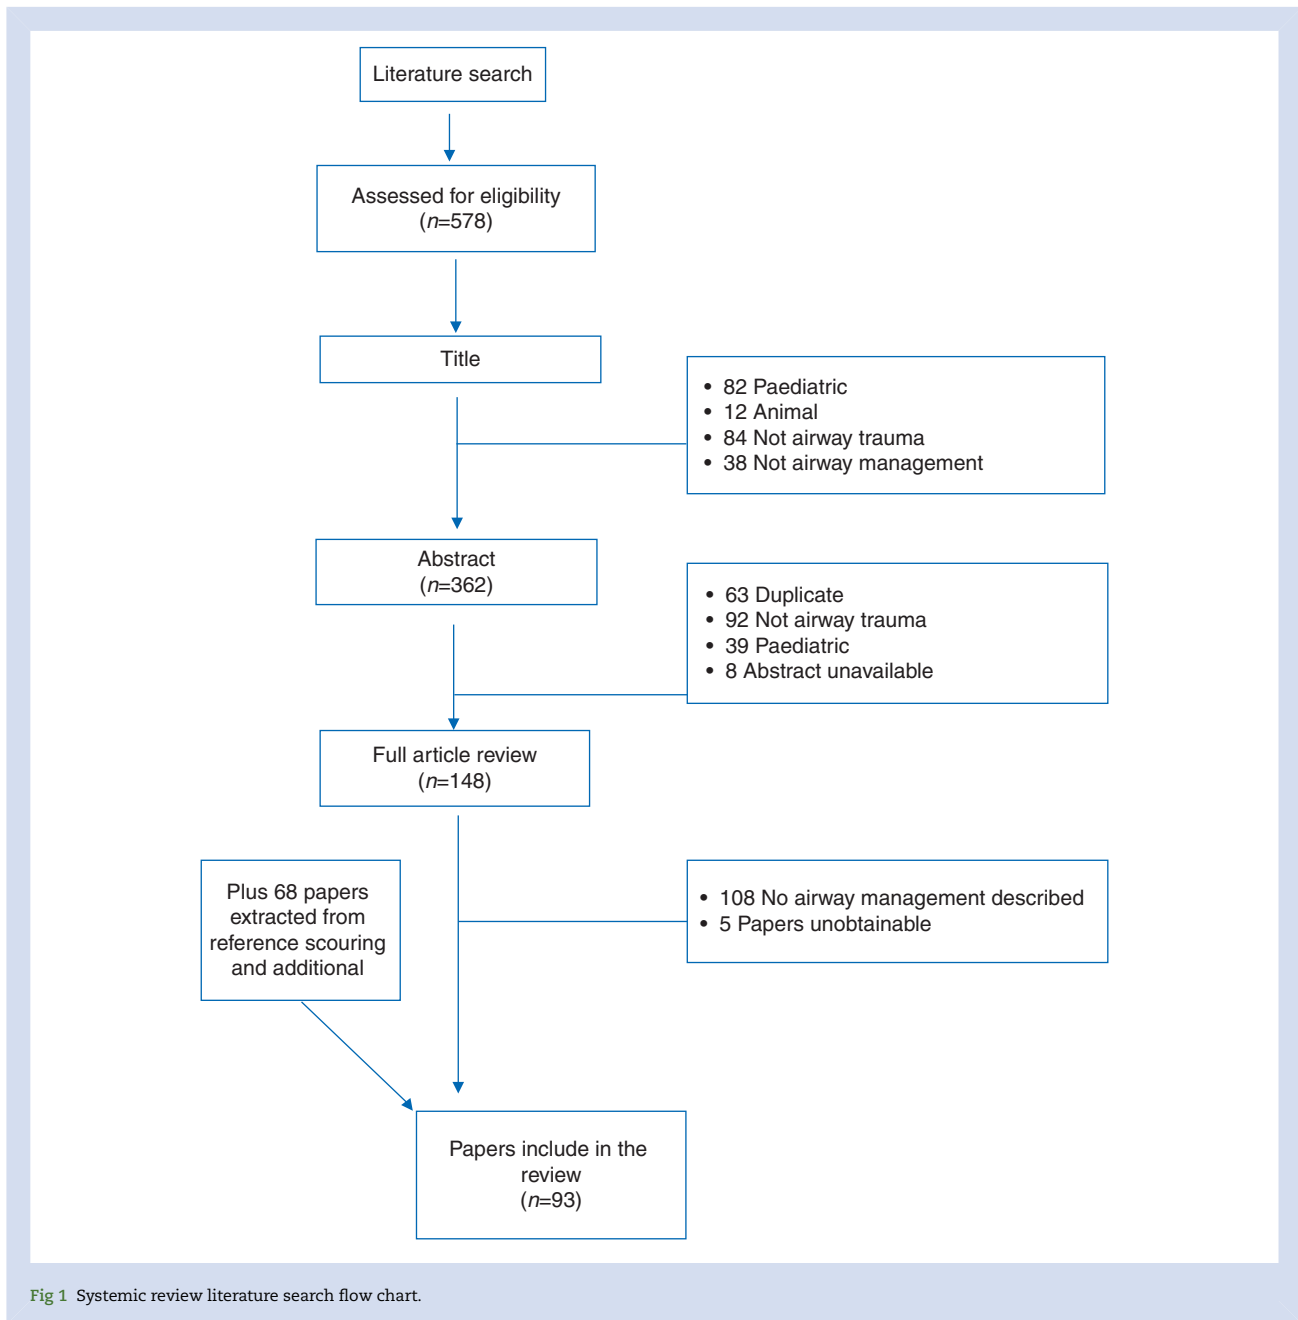 Literature search
Assessed for eligibility
(n=578)
Title
• 82 Paediatric
• 12 Animal
• 84 Not airway trauma
• 38 Not airway management
Abstract
(n=362)
• 63 Duplicate
• 92 Not airway trauma
• 39 Paediatric
• 8 Abstract unavailable
Full article review
(n=148)
Plus 68 papers
extracted from
reference scouring
and additional
• 108 No airway management described
• 5 Papers unobtainable
Papers include in the
review
(n=93)
Fig 1 Systemic review literature search flow chart.